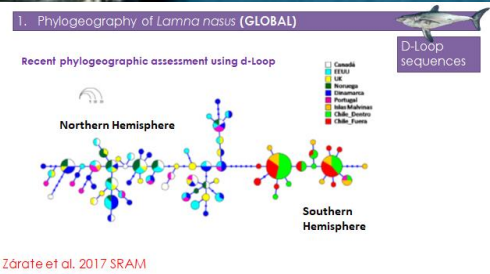 1. Phylogeography of Lamna nasus (GLOBAL)
D-Loop
sequences
Recent phylogeographic assessment using d-Loop
Canadá
EEUU
UK
Noruega
Dinamarca
Portugal
Islas Malvinas
Chile_Dentro
Chile_Fuera
Northern Hemisphere
Southern
Hemisphere
Zárate et al. 2017 SRAM